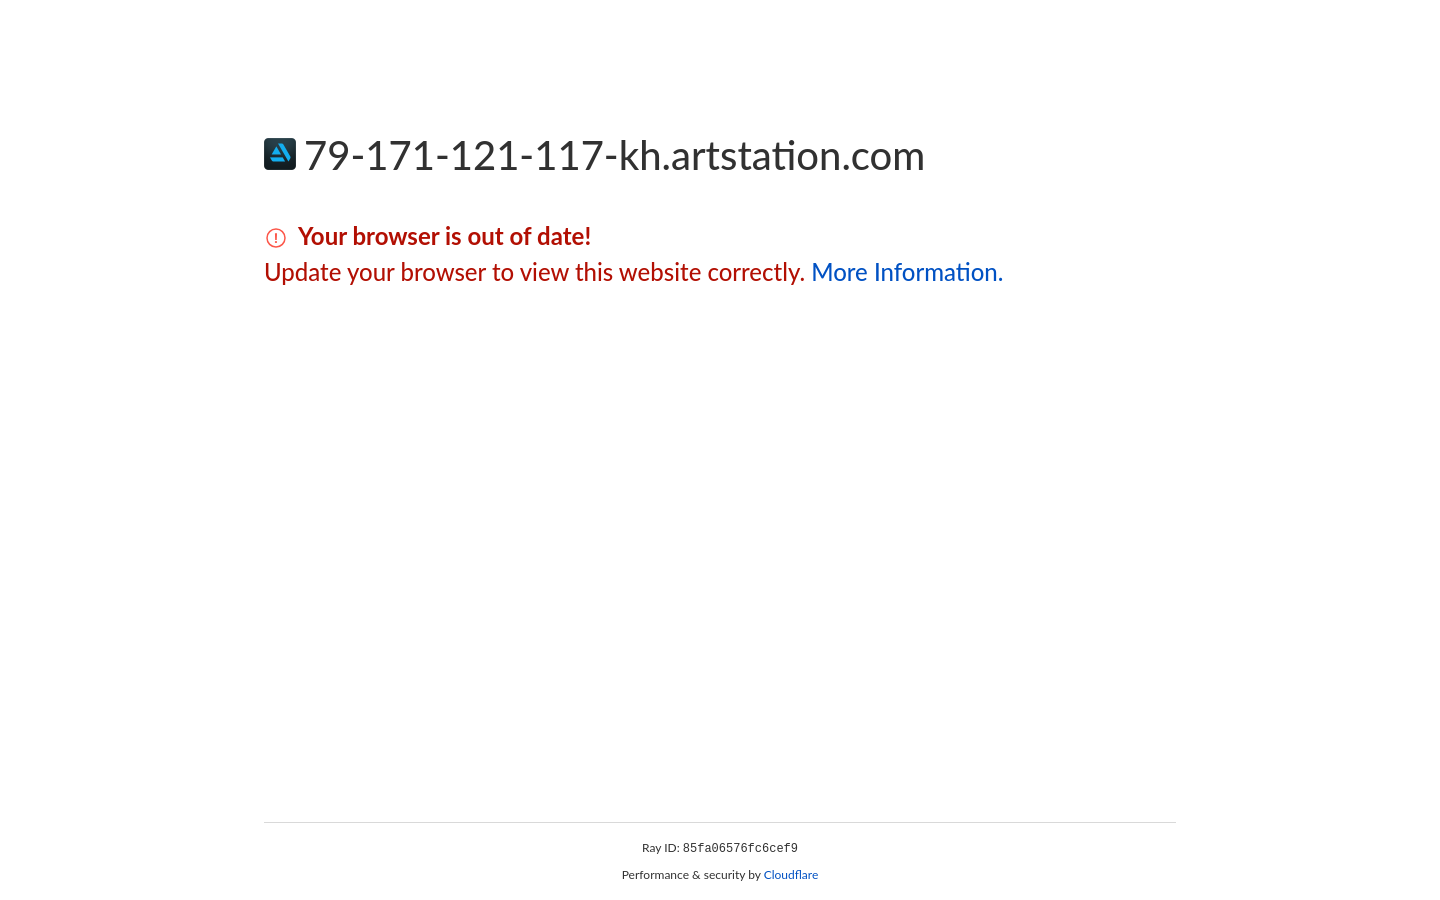 79-171-121-117-kh.artstation.com
Your browser is out of date!
Update your browser to view this website correctly. More Information.
Ray ID: 85fa06576fc6cef9
Performance & security by Cloudflare